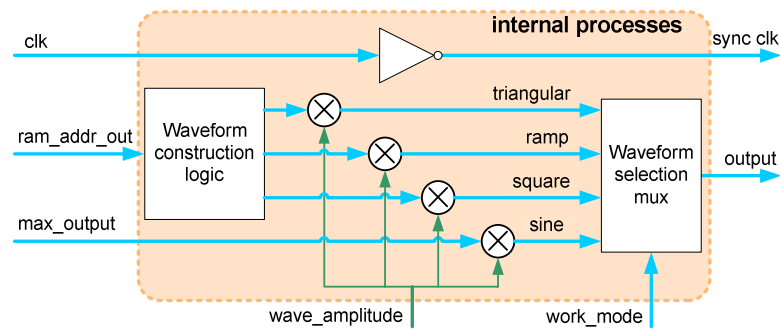 internal processes
clk
sync clk
ram_addr_out
Waveform
construction
logic
triangular
ramp
square
sine
max_output
Waveform
selection
mux
output
wave_amplitude
work_mode